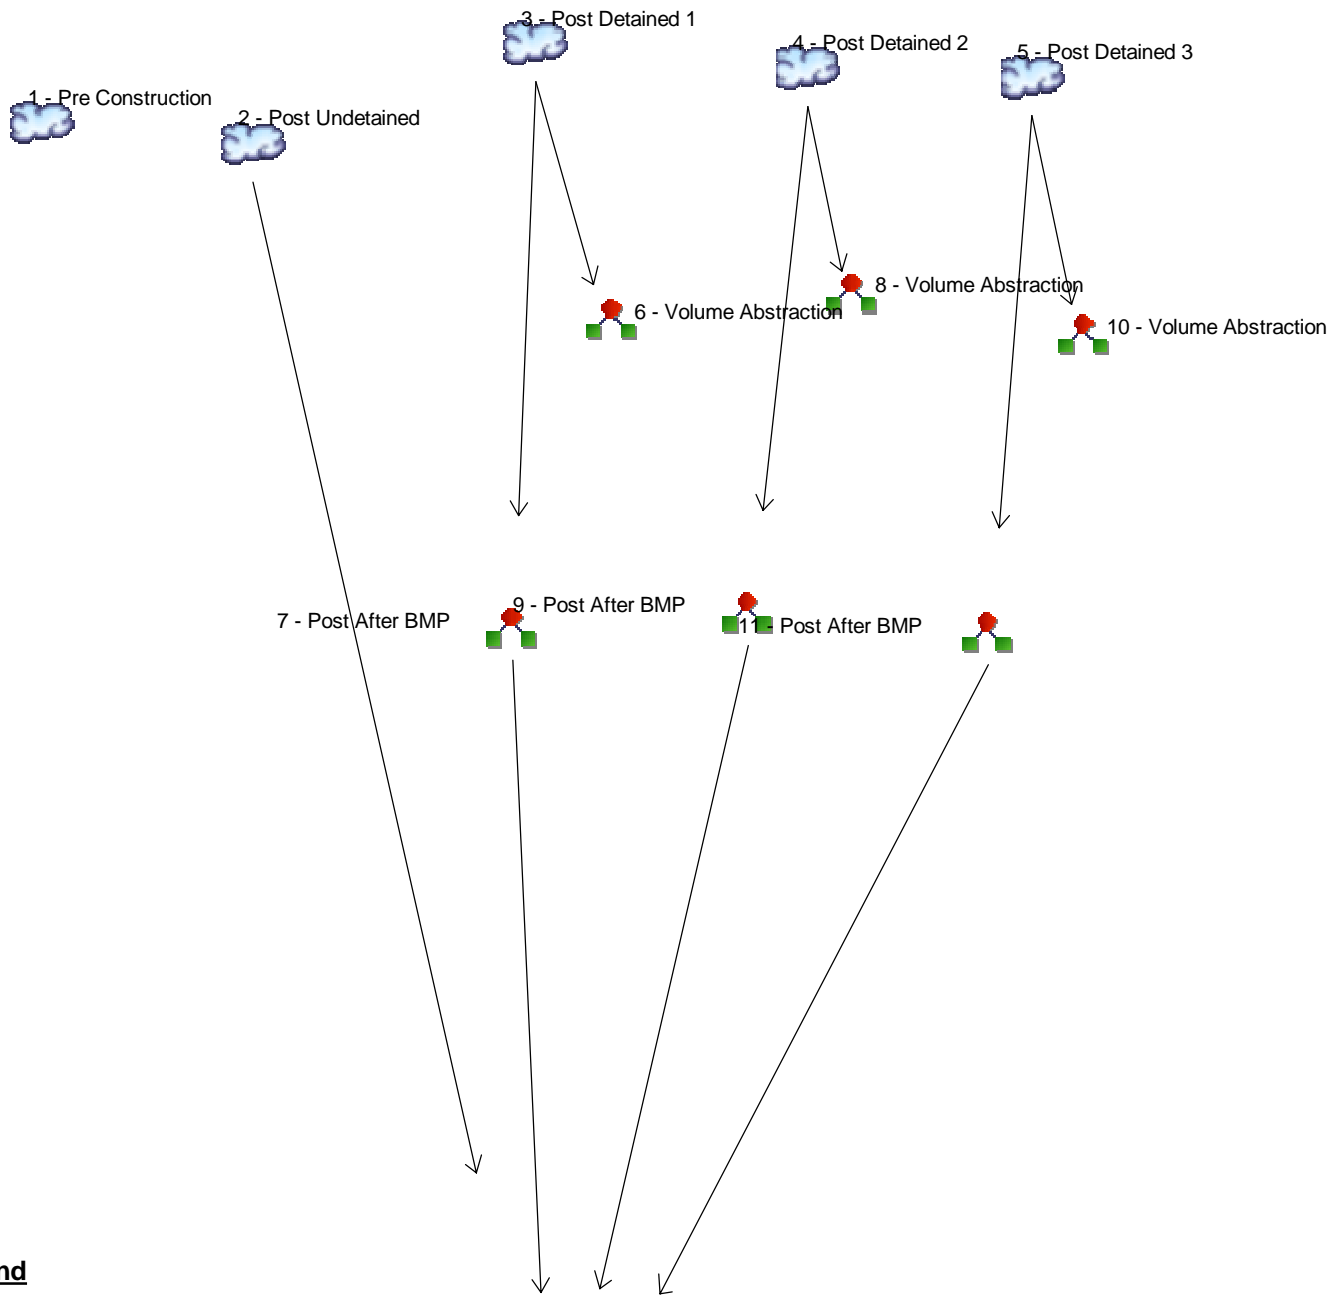 3 - Post Detained 1
4 - Post Detained 2
5 - Post Detained 3
1 - Pre Construction
2 - Post Undetained
8 - Volume Abstraction
6 - Volume Abstraction
10 - Volume Abstraction
9 - Post After BMP
7 - Post After BMP
11 - Post After BMP
nd